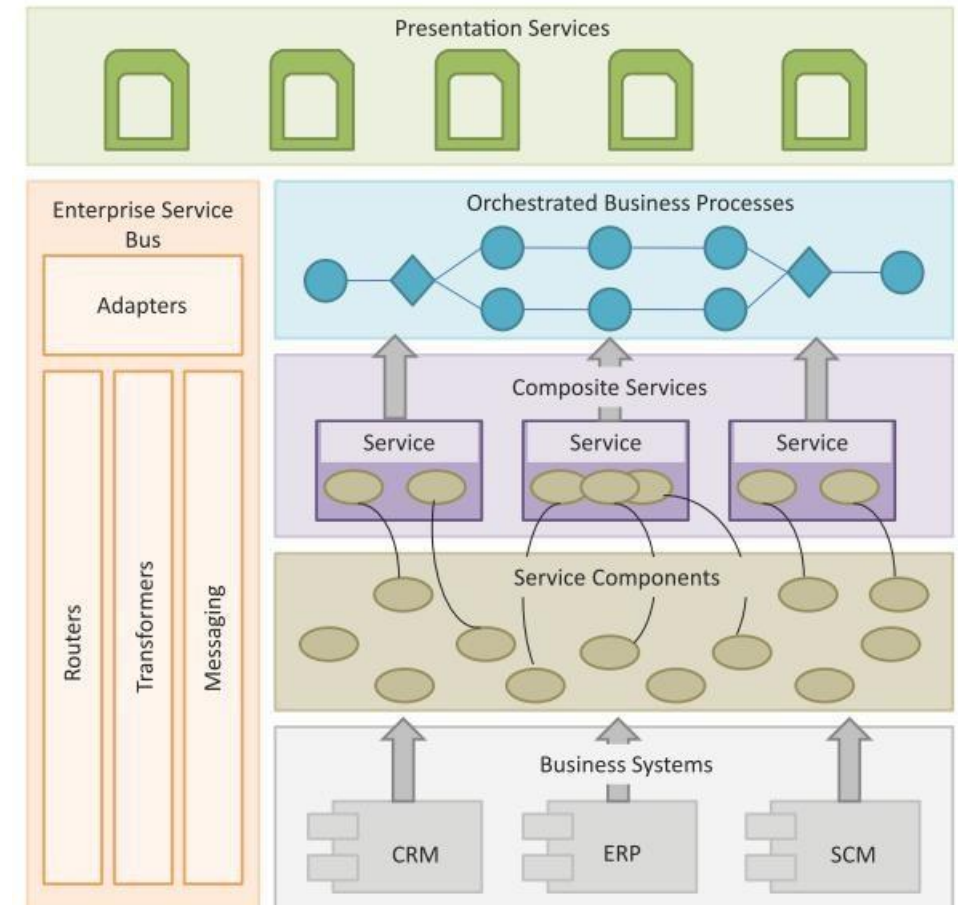 Presentation Services
Enterprise Service
Bus
Adapters
Routers
Transformers
Messaging
Orchestrated Business Processes
Composite Services
Service
Service
Service
Service Components
Business Systems
CRM
ERP
SCM